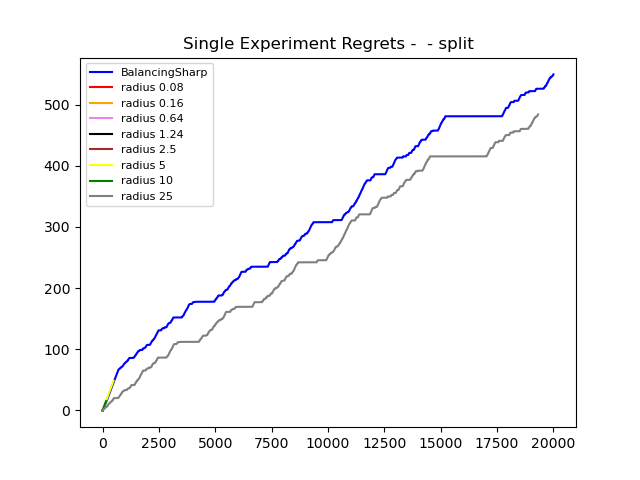 Single Experiment Regrets -  - split
BalancingSharp
radius 0.08
radius 0.16
radius 0.64
radius 1.24
radius 2.5
radius 5
radius 10
radius 25
500
400
300
200
100
0
0 2500 5000 7500 10000 12500 15000 17500 20000